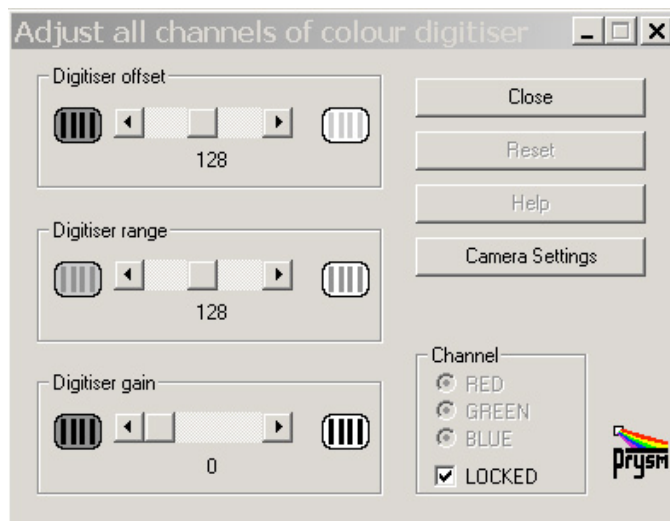 Adjust all channels of colour digitiser
Digitiser offset
128
Digitiser range
128
Digitiser gain
0
Close
Reset
Help
Camera Settings
Channel
RED
GREEN
BLUE
LOCKED
prysm